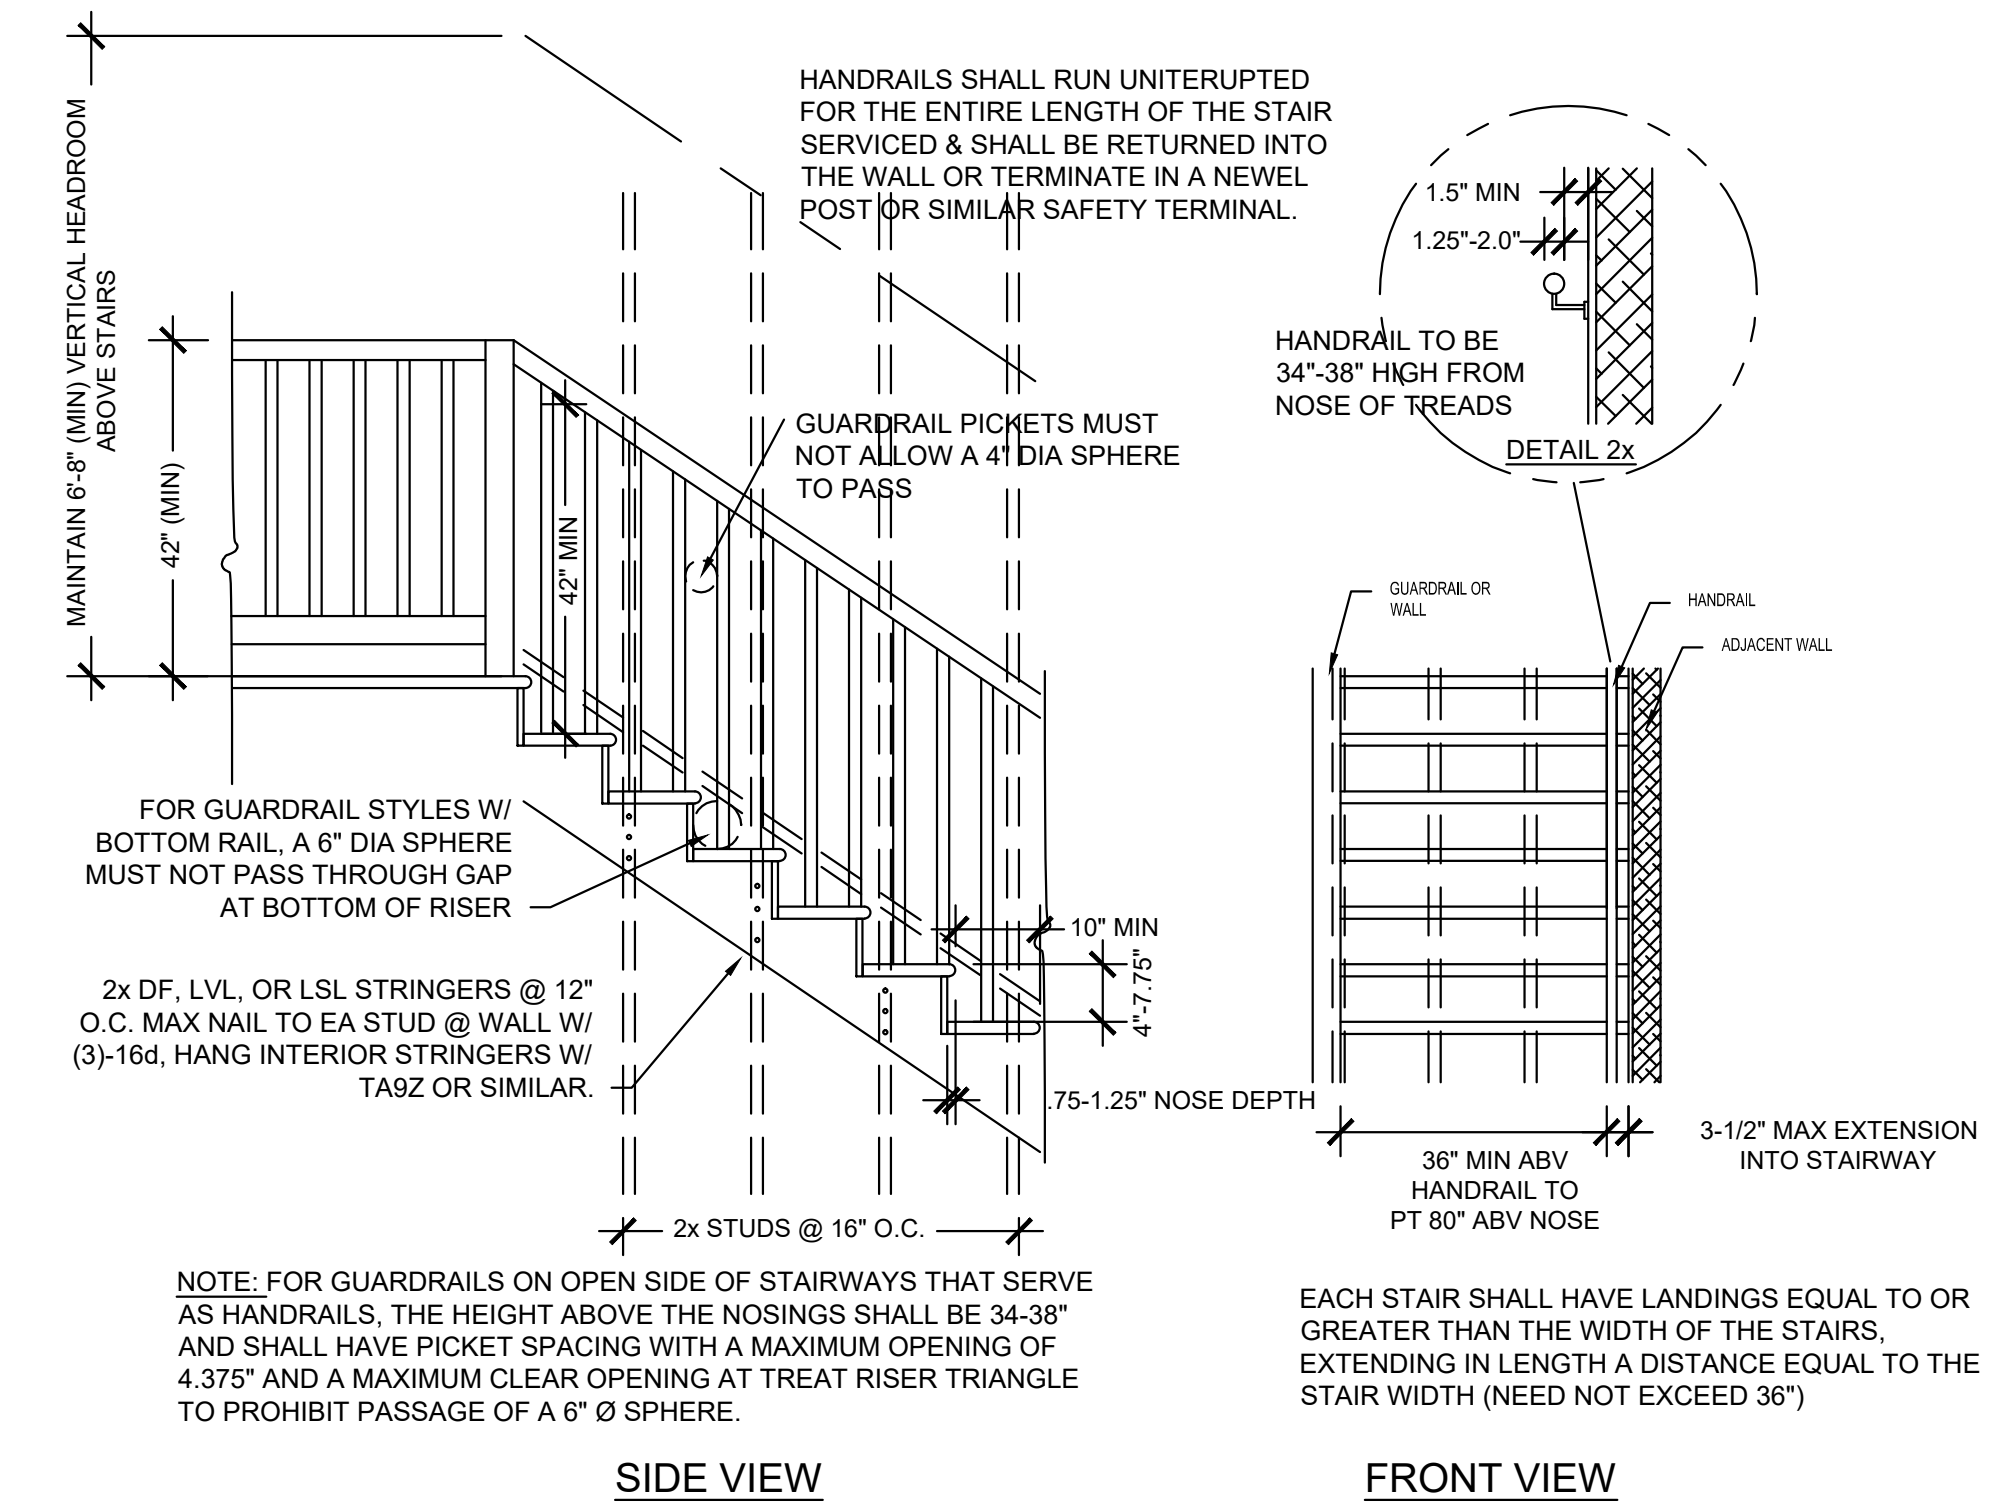 MAINTAIN 6'-8" (MIN) VERTICAL HEADROOM
ABOVE STAIRS
42" (MIN)
42" MIN
HANDRAILS SHALL RUN UNITERUPTED
FOR THE ENTIRE LENGTH OF THE STAIR
SERVICED & SHALL BE RETURNED INTO
THE WALL OR TERMINATE IN A NEWEL
POST OR SIMILAR SAFETY TERMINAL.
GUARDRAIL PICKETS MUST
NOT ALLOW A 4" DIA SPHERE
TO PASS
FOR GUARDRAIL STYLES W/
BOTTOM RAIL, A 6" DIA SPHERE
MUST NOT PASS THROUGH GAP
AT BOTTOM OF RISER
2x DF, LVL, OR LSL STRINGERS @ 12"
O.C. MAX NAIL TO EA STUD @ WALL W/
(3)-16d, HANG INTERIOR STRINGERS W/
TA9Z OR SIMILAR.
10" MIN
4"-7.75"
.75-1.25" NOSE DEPTH
2x STUDS @ 16" O.C.
NOTE: FOR GUARDRAILS ON OPEN SIDE OF STAIRWAYS THAT SERVE
AS HANDRAILS, THE HEIGHT ABOVE THE NOSINGS SHALL BE 34-38"
AND SHALL HAVE PICKET SPACING WITH A MAXIMUM OPENING OF
4.375" AND A MAXIMUM CLEAR OPENING AT TREAT RISER TRIANGLE
TO PROHIBIT PASSAGE OF A 6" Ø SPHERE.
SIDE VIEW
1.5" MIN
1.25"-2.0"
HANDRAIL TO BE
34"-38" HIGH FROM
NOSE OF TREADS
DETAIL 2x
GUARDRAIL OR
WALL
HANDRAIL
ADJACENT WALL
36" MIN ABV
HANDRAIL TO
PT 80" ABV NOSE
3-1/2" MAX EXTENSION
INTO STAIRWAY
EACH STAIR SHALL HAVE LANDINGS EQUAL TO OR
GREATER THAN THE WIDTH OF THE STAIRS,
EXTENDING IN LENGTH A DISTANCE EQUAL TO THE
STAIR WIDTH (NEED NOT EXCEED 36")
FRONT VIEW